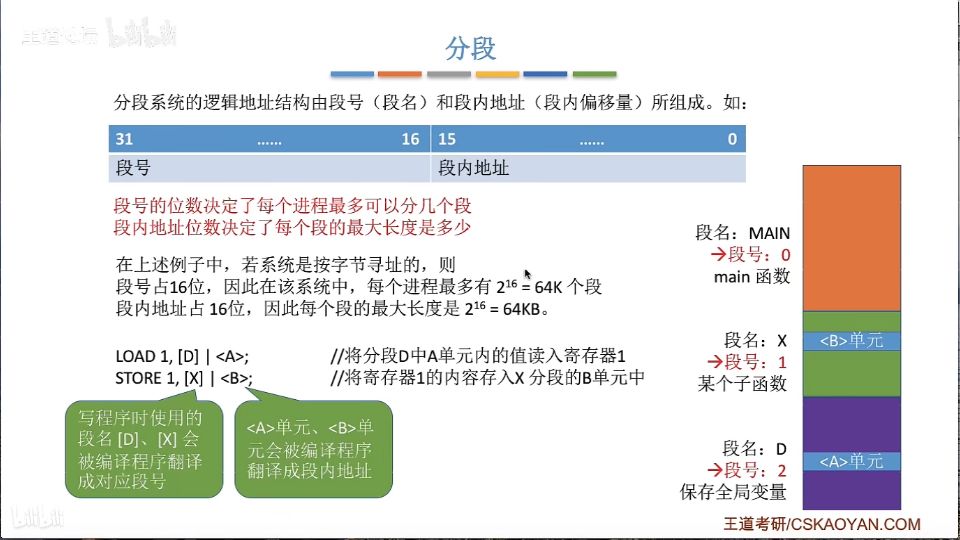 王道考研 bilibili
分段
分段系统的逻辑地址结构由段号（段名）和段内地址（段内偏移量）所组成。如：
31 …… 16 15 …… 0
段号 段内地址
段号的位数决定了每个进程最多可以分几个段
段内地址位数决定了每个段的最大长度是多少
在上述例子中，若系统是按字节寻址的，则
段号占16位，因此在该系统中，每个进程最多有 2¹⁶ = 64K 个段
段内地址占 16位，因此每个段的最大长度是 2¹⁶ = 64KB。
LOAD 1, [D] | <A>; //将分段D中A单元内的值读入寄存器1
STORE 1, [X] | <B>; //将寄存器1的内容存入X 分段的B单元中
写程序时使用的
段名 [D]、[X] 会
被编译程序翻译
成对应段号
<A>单元、<B>单
元会被编译程序
翻译成段内地址
段名：MAIN
→段号：0
main 函数
段名：X
→段号：1
某个子函数
<B>单元
段名：D
→段号：2
保存全局变量
<A>单元
bilibili
王道考研/CSKAOYAN.COM